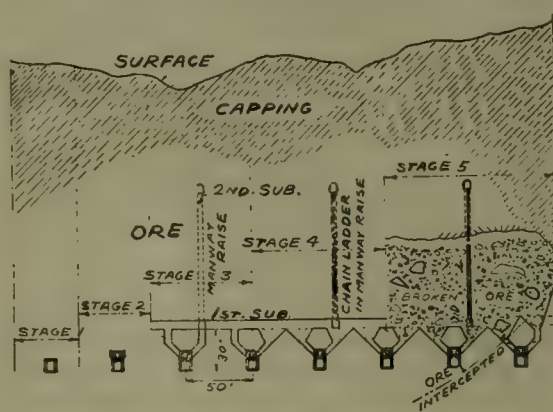 SURFACE
CAPPING
STAGE 5
2ND SUB.
MANWAY
RAISE
CHAIN LADDER
IN MANWAY RAISE
ORE
STAGE 4
STAGE 3
BROKEN ORE
STAGE 2
1ST. SUB.
STAGE
30'
50'
ORE
INTERCEPTED